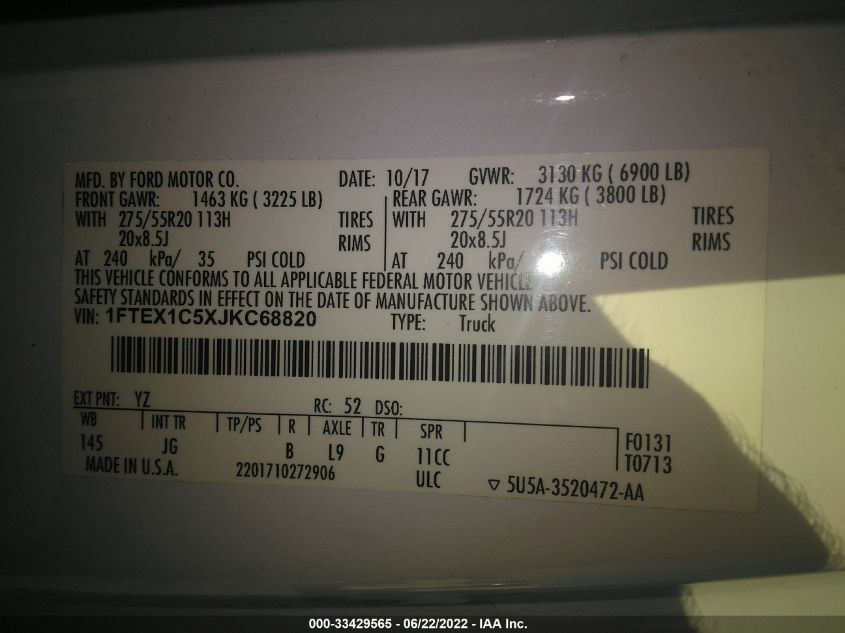 MFD. BY FORD MOTOR CO. DATE: 10/17 GVWR: 3130 KG ( 6900 LB)
FRONT GAWR: 1463 KG ( 3225 LB) REAR GAWR: 1724 KG ( 3800 LB)
WITH 275/55R20 113H TIRES WITH 275/55R20 113H TIRES
20x8.5J RIMS 20x8.5J RIMS
AT 240 kPa/ 35 PSI COLD AT 240 kPa/ PSI COLD
THIS VEHICLE CONFORMS TO ALL APPLICABLE FEDERAL MOTOR VEHICLE
SAFETY STANDARDS IN EFFECT ON THE DATE OF MANUFACTURE SHOWN ABOVE.
VIN: 1FTEX1C5XJKC68820 TYPE: Truck
EXT PNT: YZ RC: 52 DSO:
WB INT TR TP/PS R AXLE TR SPR
145 JG B L9 G 11CC F0131
MADE IN U.S.A. 2201710272906 ULC T0713
▽ 5U5A-3520472-AA
000-33429565 - 06/22/2022 - IAA Inc.